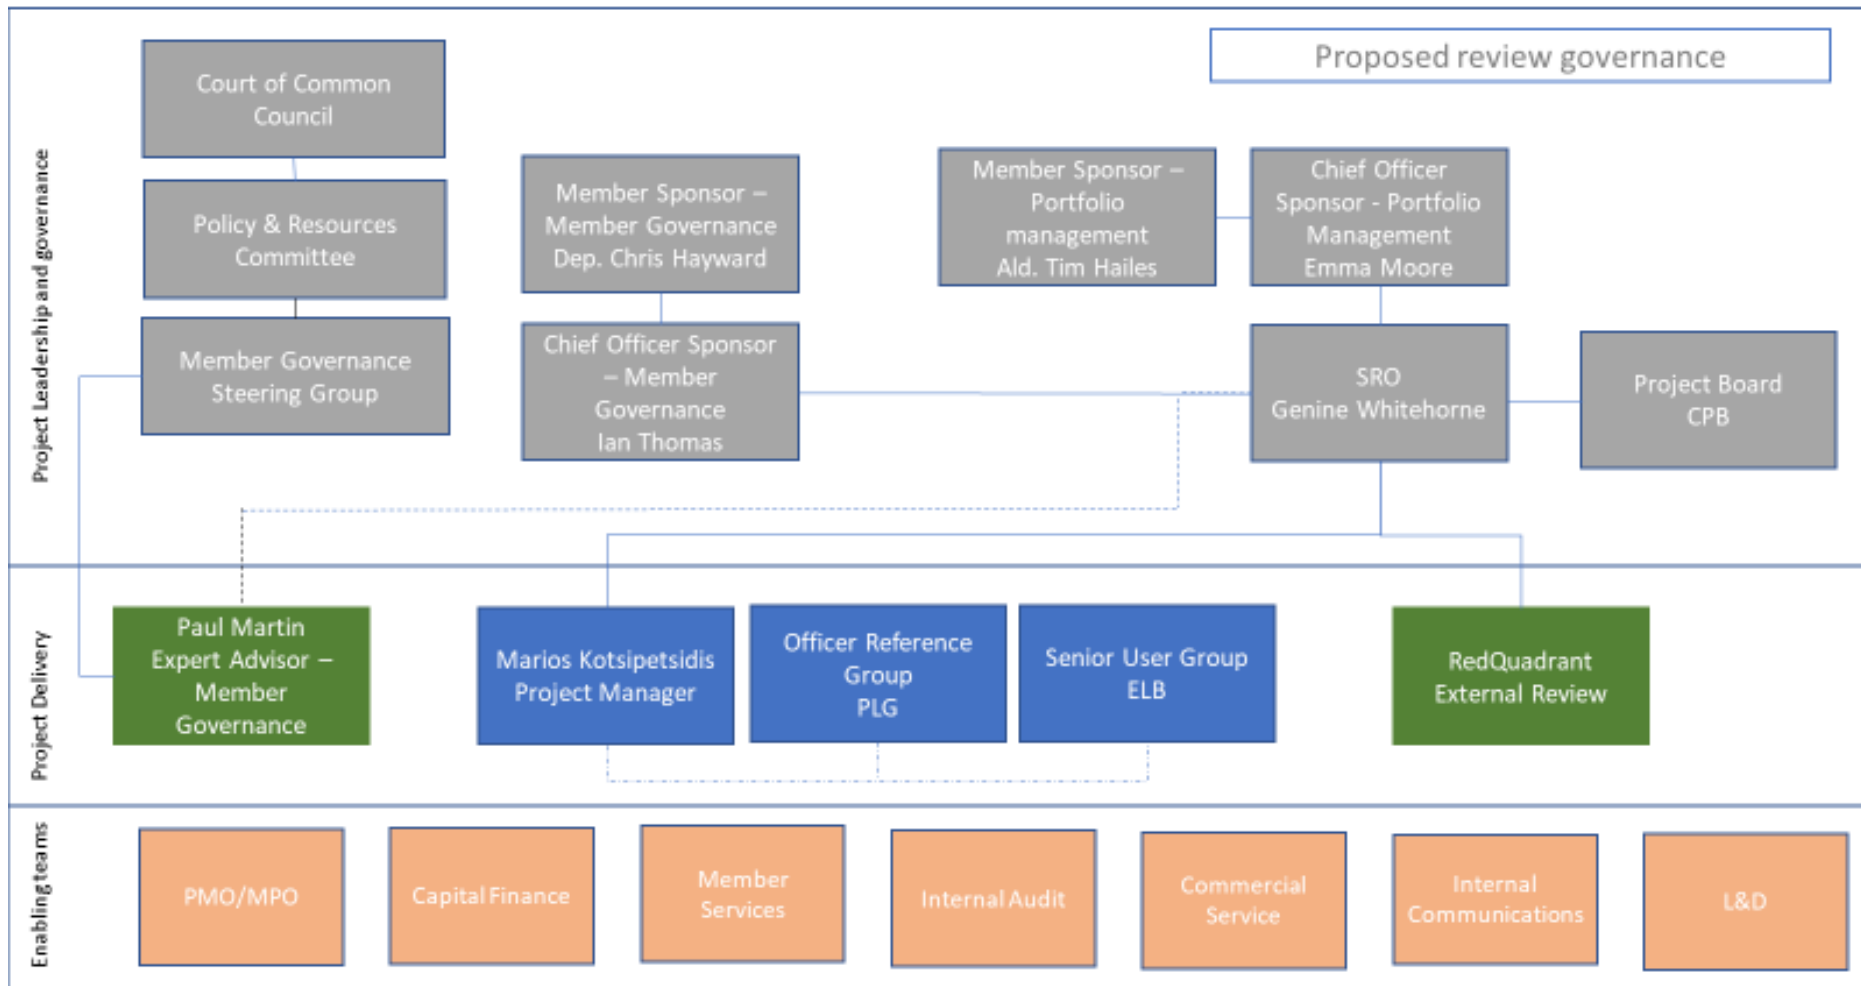 Proposed review governance
Project Leadership and governance
Court of Common
Council
Policy & Resources
Committee
Member Governance
Steering Group
Member Sponsor –
Member Governance
Dep. Chris Hayward
Chief Officer Sponsor
– Member
Governance
Ian Thomas
Member Sponsor –
Portfolio
management
Ald. Tim Hailes
Chief Officer
Sponsor - Portfolio
Management
Emma Moore
SRO
Genine Whitehorne
Project Board
CPB
Project Delivery
Paul Martin
Expert Advisor –
Member
Governance
Marios Kotsipetsidis
Project Manager
Officer Reference
Group
PLG
Senior User Group
ELB
RedQuadrant
External Review
Enabling teams
PMO/MPO
Capital Finance
Member
Services
Internal Audit
Commercial
Service
Internal
Communications
L&D